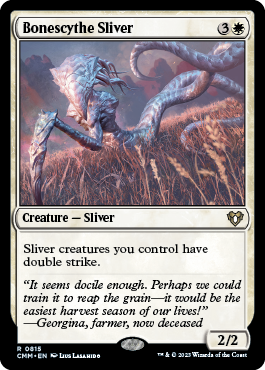 Bonescythe Sliver 3
Creature — Sliver
Sliver creatures you control have
double strike.
“It seems docile enough. Perhaps we could
train it to reap the grain—it would be the
easiest harvest season of our lives!”
—Georgina, farmer, now deceased
2/2
R 0815
CMM • EN Lius Lasahido
™ & © 2023 Wizards of the Coast